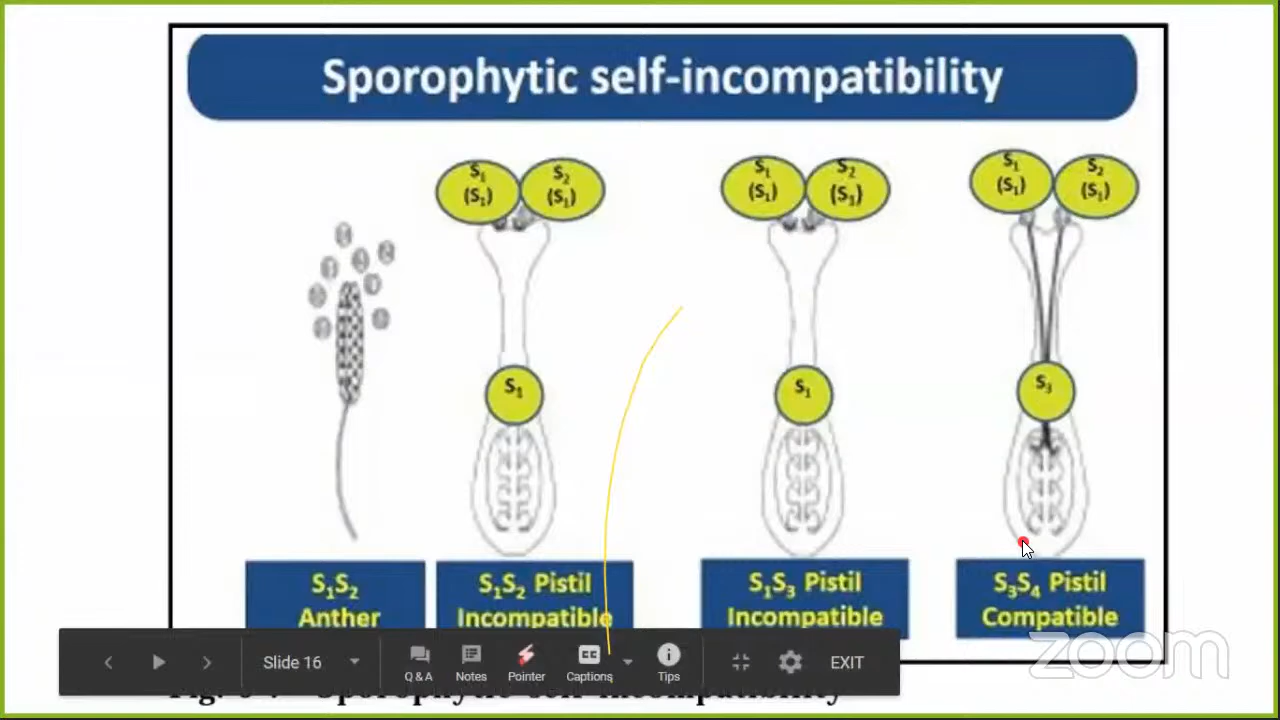 Sporophytic self-incompatibility
S₁ (S₁) S₂ (S₁) S₁ (S₁) S₂ (S₁) S₁ (S₁) S₂ (S₁)
S₁ S₁ S₃
S₁S₂ Anther
S₁S₂ Pistil Incompatible
S₁S₃ Pistil Incompatible
S₃S₄ Pistil Compatible
Slide 16 Q & A Notes Pointer CC Captions Tips EXIT
zoom